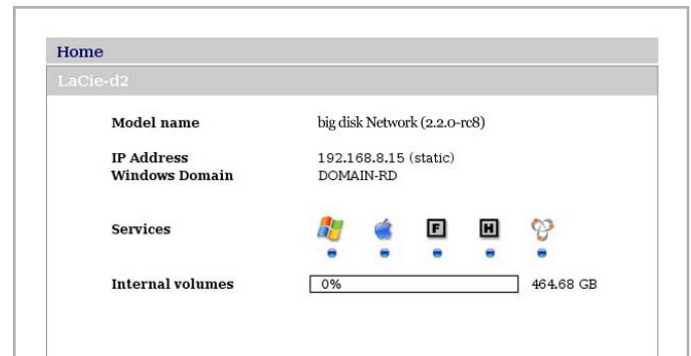 Home
LaCie-d2
Model name big disk Network (2.2.0-rc8)
IP Address 192.168.8.15 (static)
Windows Domain DOMAIN-RD
Services F H
Internal volumes 0% 464.68 GB